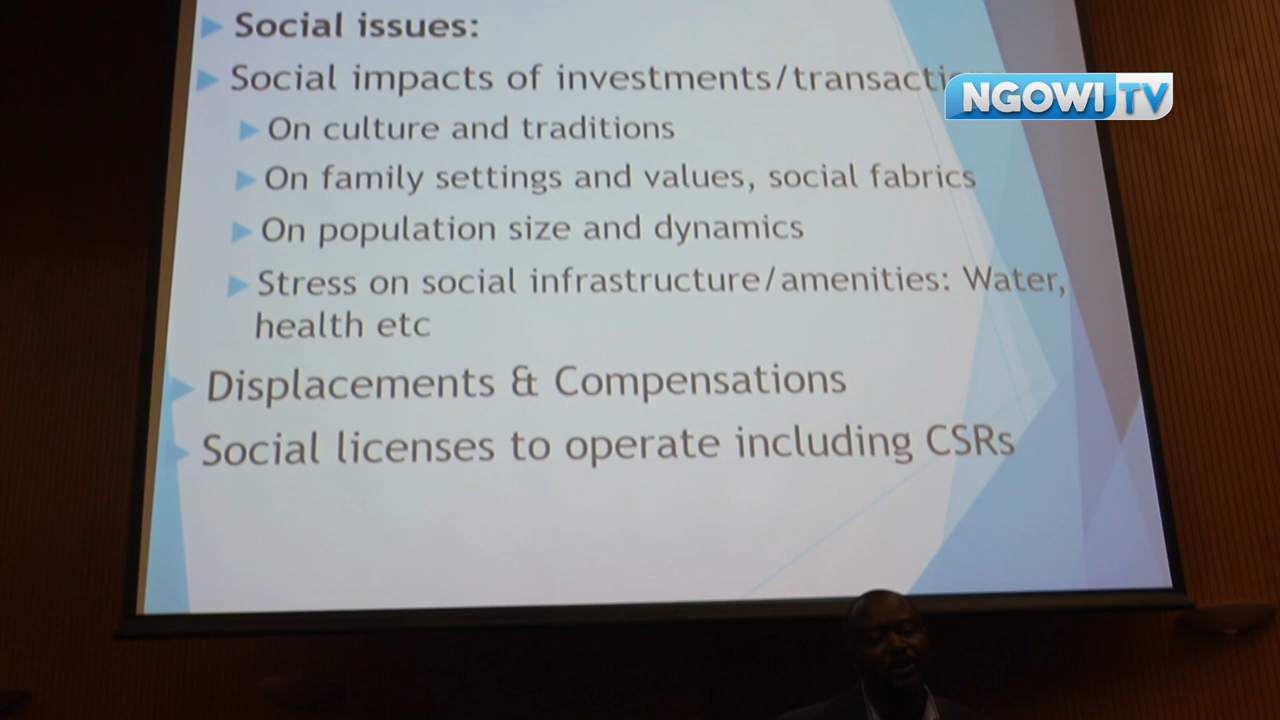 Social issues:
Social impacts of investments/transacti
NGOWI TV
On culture and traditions
On family settings and values, social fabrics
On population size and dynamics
Stress on social infrastructure/amenities: Water,
health etc
Displacements & Compensations
Social licenses to operate including CSRs